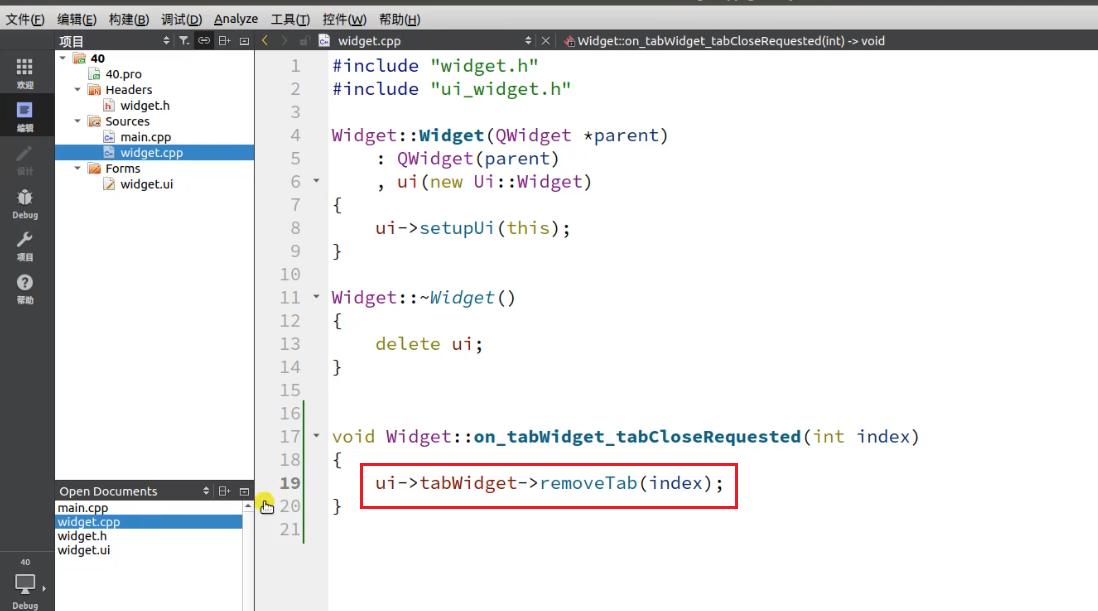 文件(F) 编辑(E) 构建(B) 调试(D) Analyze 工具(T) 控件(W) 帮助(H)
项目
widget.cpp
Widget::on_tabWidget_tabCloseRequested(int) -> void
欢迎
编辑
设计
Debug
项目
帮助
40
Debug
40
40.pro
Headers
widget.h
Sources
main.cpp
widget.cpp
Forms
widget.ui
Open Documents
main.cpp
widget.cpp
widget.h
widget.ui
1 #include "widget.h"
2 #include "ui_widget.h"
3
4 Widget::Widget(QWidget *parent)
5     : QWidget(parent)
6     , ui(new Ui::Widget)
7 {
8     ui->setupUi(this);
9 }
10
11 Widget::~Widget()
12 {
13     delete ui;
14 }
15
16
17 void Widget::on_tabWidget_tabCloseRequested(int index)
18 {
19     ui->tabWidget->removeTab(index);
20 }
21